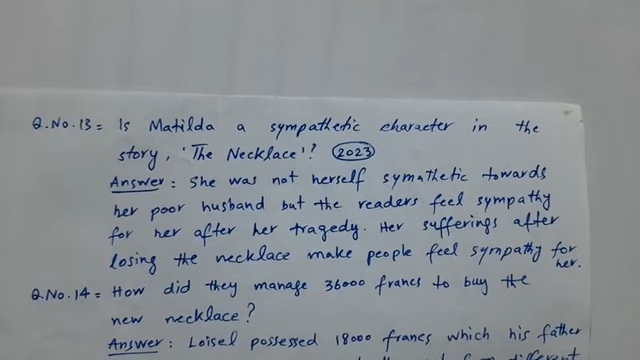 Q.No.13 = Is Matilda a sympathetic character in the
story, 'The Necklace'? 2023
Answer : She was not herself symathetic towards
her poor husband but the readers feel sympathy
for her after her tragedy. Her sufferings after
losing the necklace make people feel sympathy for
her.
Q.No.14 = How did they manage 36000 francs to buy the
new necklace?
Answer : Loisel possessed 18000 francs which his father
different